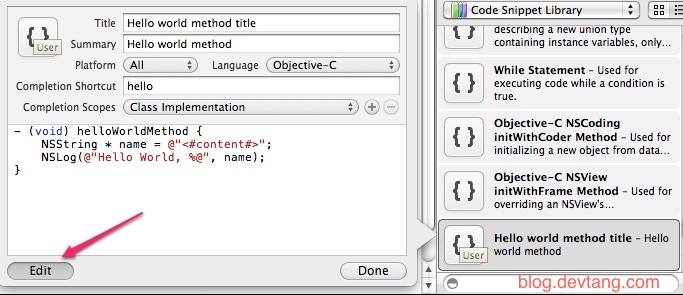 Title Hello world method title
Summary Hello world method
Platform All Language Objective-C
Completion Shortcut hello
Completion Scopes Class Implementation
{ }
User
- (void) helloWorldMethod {
NSString * name = @"<#content#>";
NSLog(@"Hello World, %@", name);
}
Edit Done
Code Snippet Library
describing a new union type
containing instance variables, only...
{ }
While Statement - Used for
executing code while a condition is
true.
{ }
Objective-C NSCoding
initWithCoder Method - Used for
initializing a new object from data...
{ }
Objective-C NSView
initWithFrame Method - Used for
overriding an NSView's...
{ }
Hello world method title - Hello
world method
{ }
User
blog.devtang.com